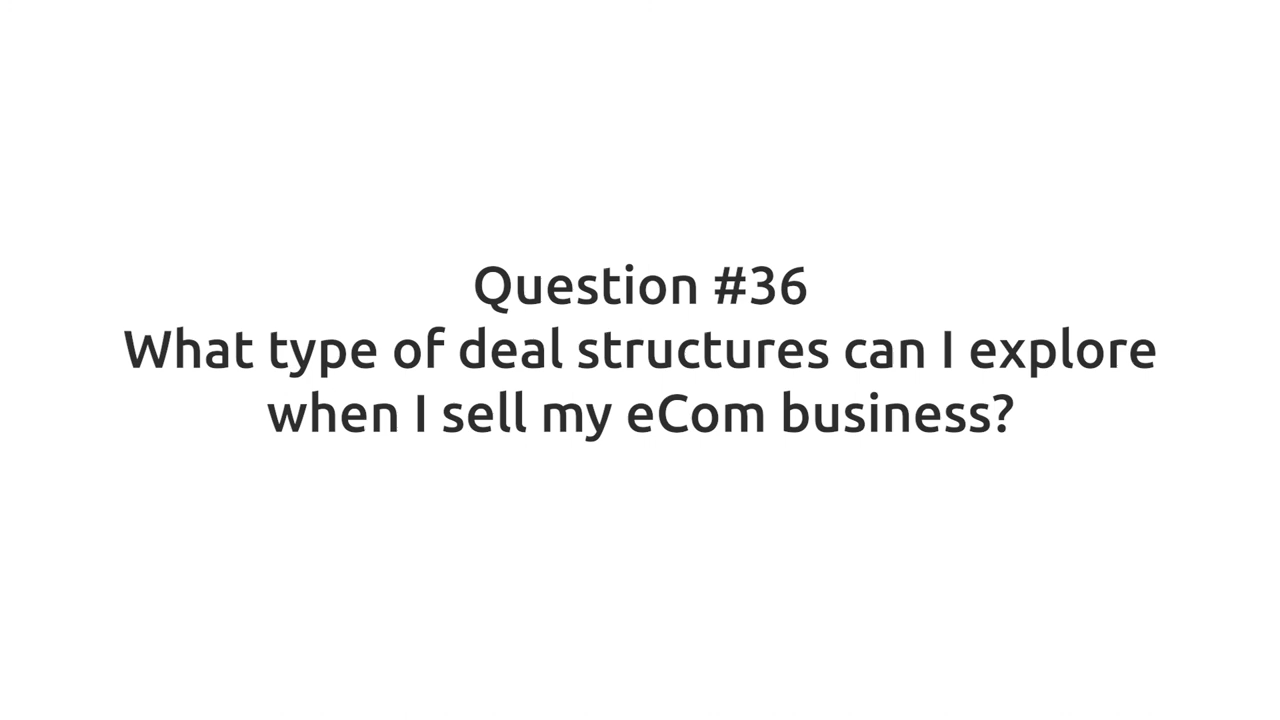 Question #36
What type of deal structures can I explore
when I sell my eCom business?